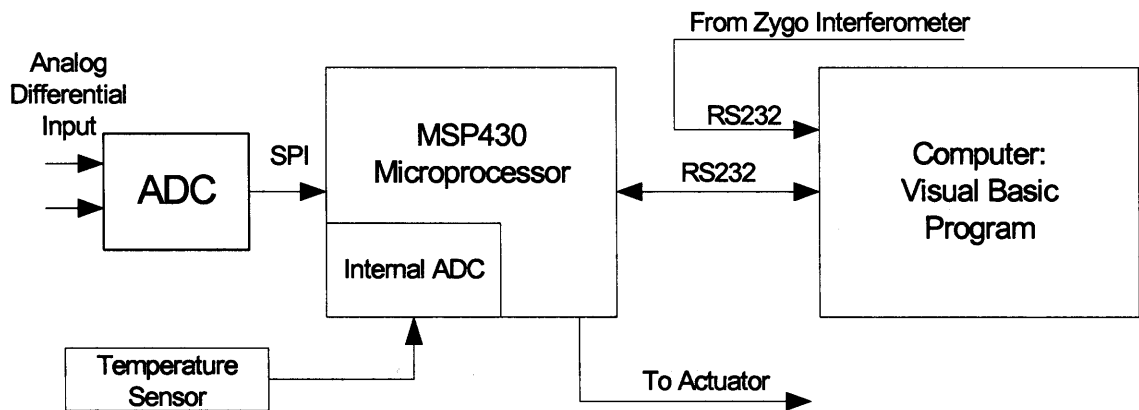 From Zygo Interferometer
Analog
Differential
Input
ADC
SPI
MSP430
Microprocessor
Internal ADC
RS232
RS232
Computer:
Visual Basic
Program
Temperature
Sensor
To Actuator